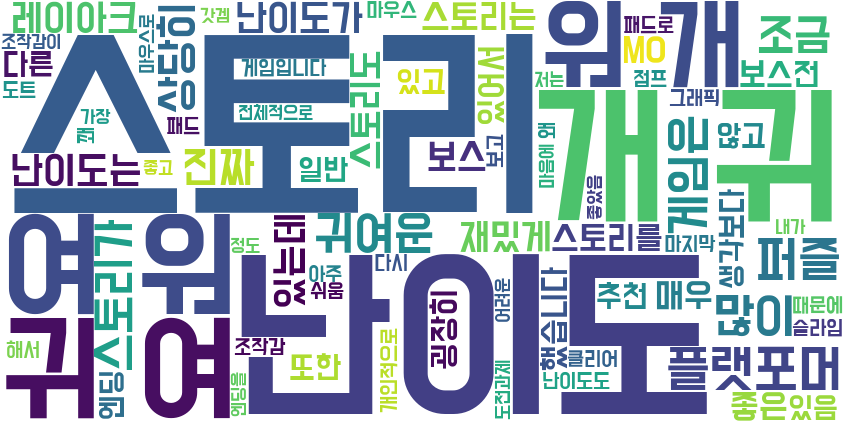 레이아크
갓겜
난이도가
마우스
스토리는
패드로
워
개
조금
조작감이
마우스로
상당히
스토리
게임입니다
스토리도
있고
있어서
MO
점프
보스전
다른
도트
가장
꽤
패드
전체적으로
개
귀
그래픽
저는
왜
마음에
않고
게임은
난이도는
좋고
진짜
일반
보스
보고
좋았음
여
워
있는데
귀여운
재밌게
스토리를
마지막
생각보다
내가
퍼즐
스토리가
정도
난이도
아주
쉬움
다시
굉장히
어려운
했습니다
추천
매우
많이
때문에
슬라임
해서
귀
여
조작감
또한
개인적으로
클리어
난이도도
플랫포머
엔딩
엔딩을
도전과제
좋은
있음